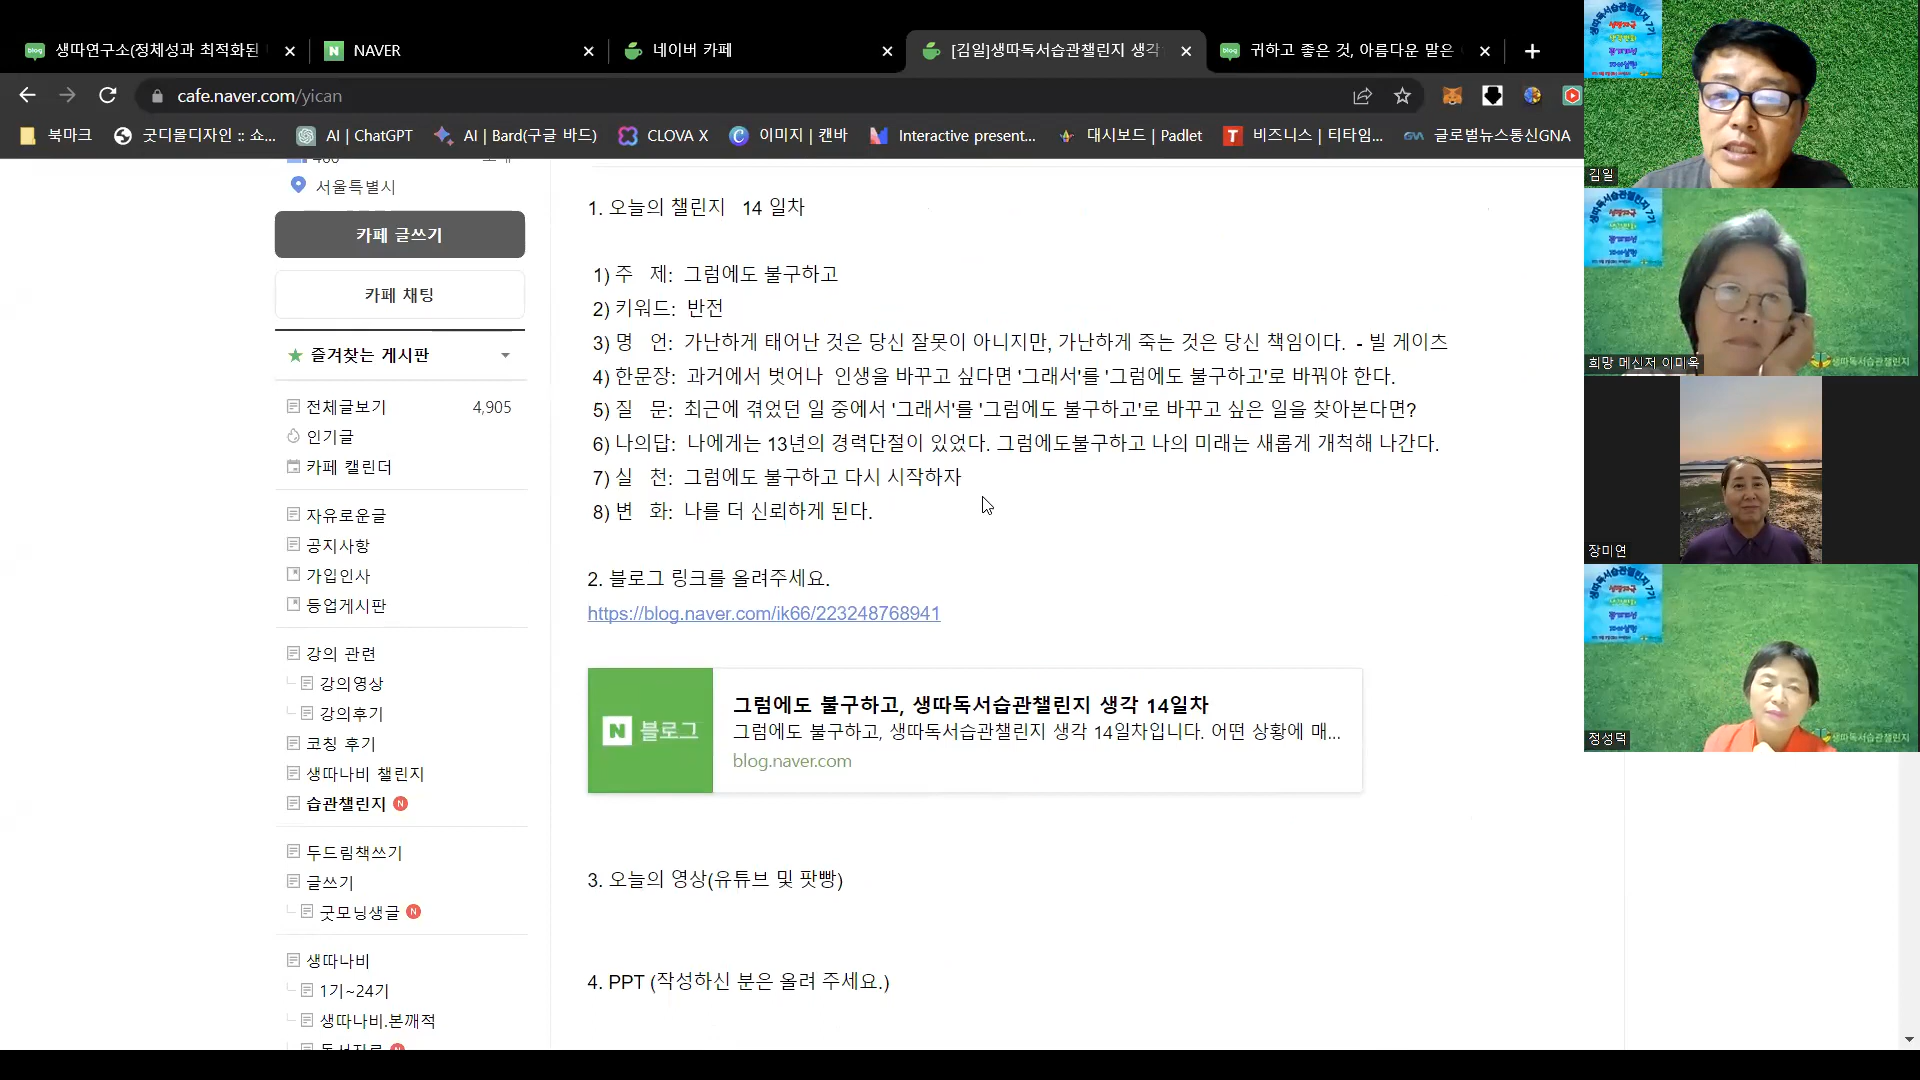 생따연구소(정체성과 최적화된
NAVER
네이버 카페
[김일]생따독서습관챌린지 생각
귀하고 좋은 것, 아름다운 말은
cafe.naver.com/yican
북마크
굿디몰디자인 :: 쇼...
AI | ChatGPT
AI | Bard(구글 바드)
CLOVA X
이미지 | 캔바
Interactive present...
대시보드 | Padlet
비즈니스 | 티타임...
글로벌뉴스통신GNA
서울특별시
카페 글쓰기
카페 채팅
즐겨찾는 게시판
전체글보기 4,905
인기글
카페 캘린더
자유로운글
공지사항
가입인사
등업게시판
강의 관련
강의영상
강의후기
코칭 후기
생따나비 챌린지
습관챌린지 N
두드림책쓰기
글쓰기
굿모닝생글 N
생따나비
1기~24기
생따나비.본깨적
1. 오늘의 챌린지 14 일차
1) 주 제: 그럼에도 불구하고
2) 키워드: 반전
3) 명 언: 가난하게 태어난 것은 당신 잘못이 아니지만, 가난하게 죽는 것은 당신 책임이다. - 빌 게이츠
4) 한문장: 과거에서 벗어나 인생을 바꾸고 싶다면 '그래서'를 '그럼에도 불구하고'로 바꿔야 한다.
5) 질 문: 최근에 겪었던 일 중에서 '그래서'를 '그럼에도 불구하고'로 바꾸고 싶은 일을 찾아본다면?
6) 나의답: 나에게는 13년의 경력단절이 있었다. 그럼에도불구하고 나의 미래는 새롭게 개척해 나간다.
7) 실 천: 그럼에도 불구하고 다시 시작하자
8) 변 화: 나를 더 신뢰하게 된다.
2. 블로그 링크를 올려주세요.
https://blog.naver.com/ik66/223248768941
N 블로그
그럼에도 불구하고, 생따독서습관챌린지 생각 14일차
그럼에도 불구하고, 생따독서습관챌린지 생각 14일차입니다. 어떤 상황에 매...
blog.naver.com
3. 오늘의 영상(유튜브 및 팟빵)
4. PPT (작성하신 분은 올려 주세요.)
김일
희망 메신저 이미옥
생따독서습관챌린지
장미연
정성덕
생따독서습관챌린지